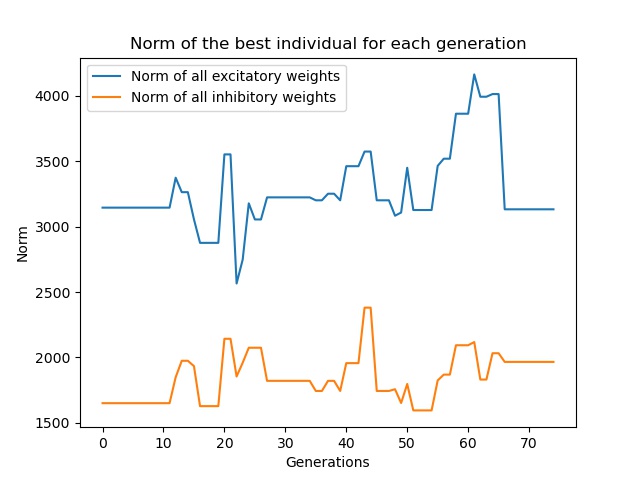 Norm of the best individual for each generation
Norm of all excitatory weights
Norm of all inhibitory weights
4000
3500
3000
2500
2000
1500
Norm
0 10 20 30 40 50 60 70
Generations